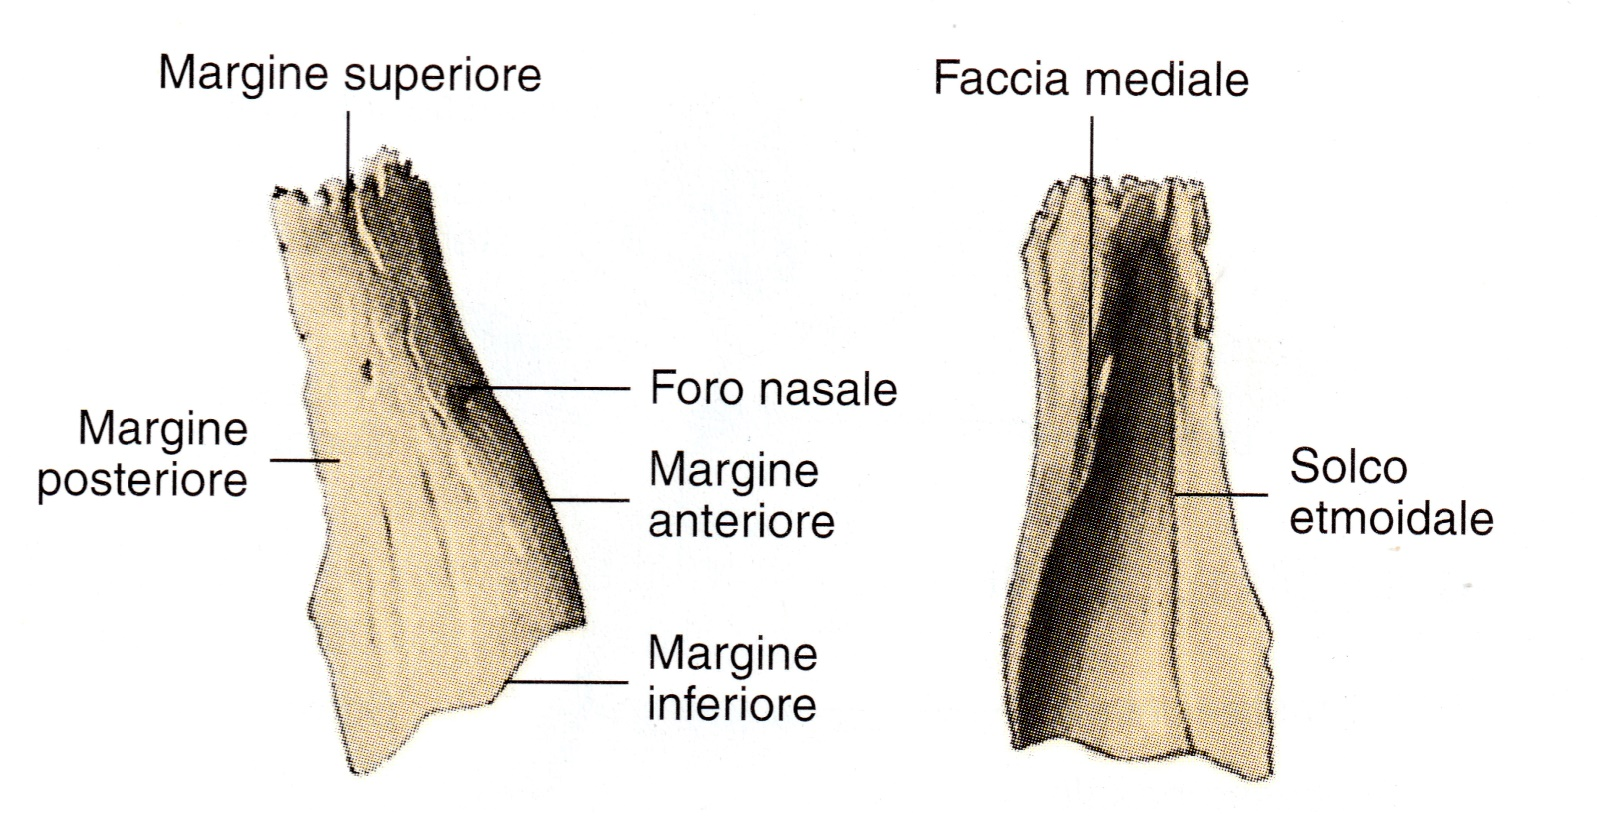 Margine superiore
Faccia mediale
Foro nasale
Margine
posteriore
Margine
anteriore
Solco
etmoidale
Margine
inferiore